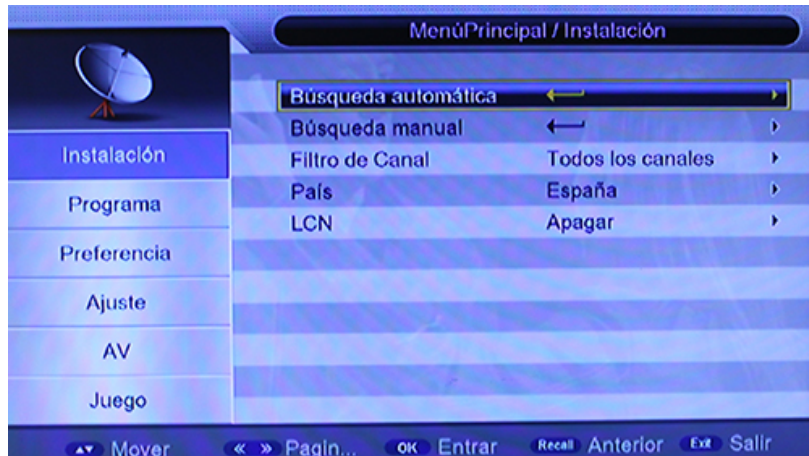 MenúPrincipal / Instalación
Búsqueda automática
Búsqueda manual
Filtro de Canal Todos los canales
País España
LCN Apagar
Instalación
Programa
Preferencia
Ajuste
AV
Juego
Mover « » Pagin... OK Entrar Recall Anterior Exit Salir